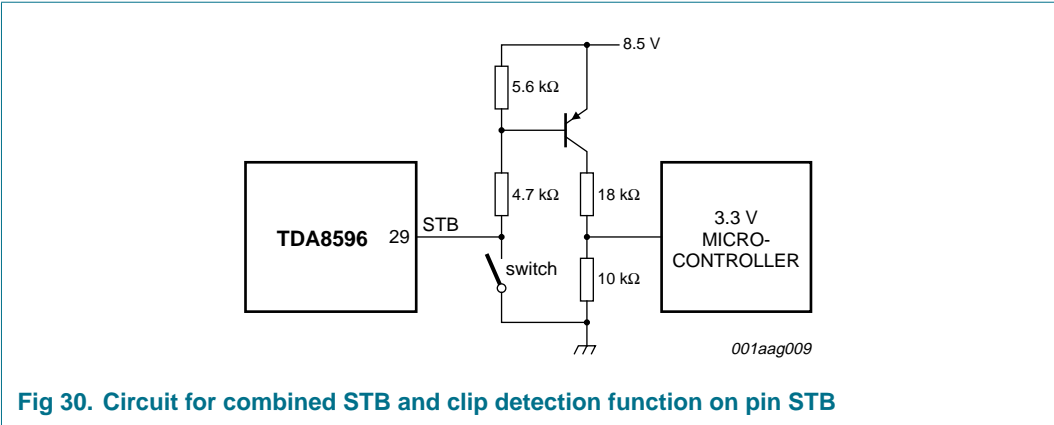 8.5 V
5.6 kΩ
4.7 kΩ
18 kΩ
TDA8596
29
STB
switch
10 kΩ
3.3 V
MICRO-
CONTROLLER
001aag009
Fig 30. Circuit for combined STB and clip detection function on pin STB